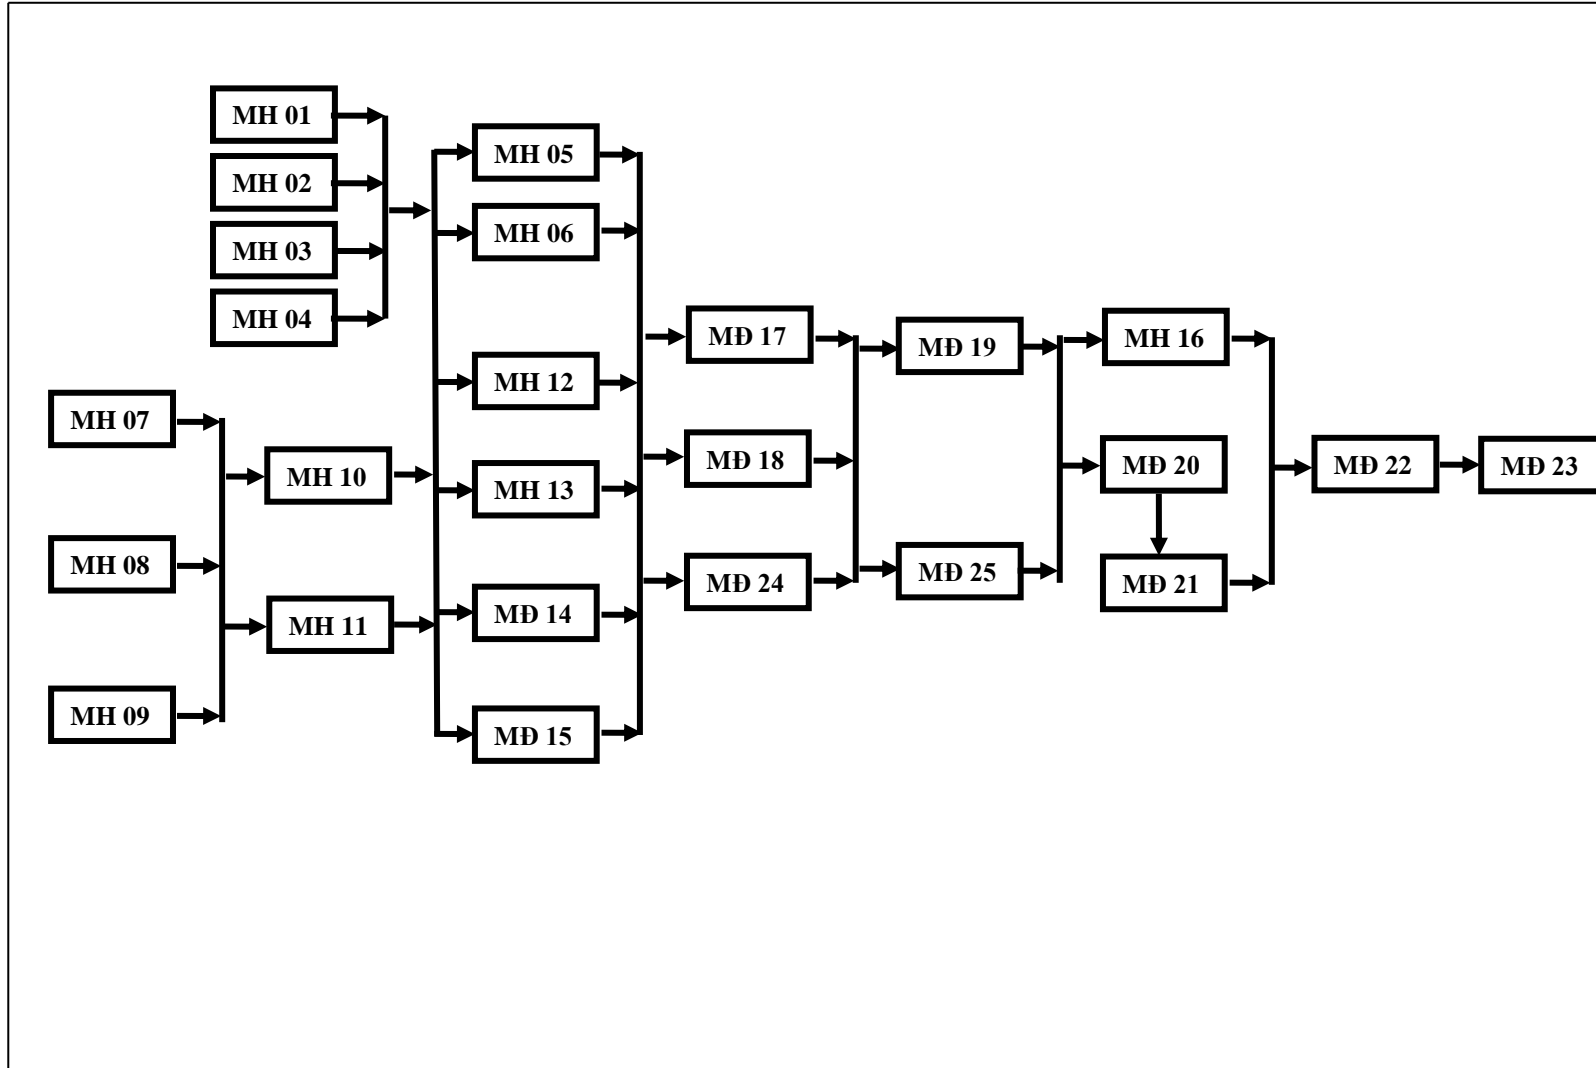 MH 01
MH 02
MH 03
MH 04
MH 07
MH 08
MH 09
MH 10
MH 11
MH 05
MH 06
MH 12
MH 13
MĐ 14
MĐ 15
MĐ 17
MĐ 18
MĐ 24
MĐ 19
MĐ 25
MH 16
MĐ 20
MĐ 21
MĐ 22
MĐ 23